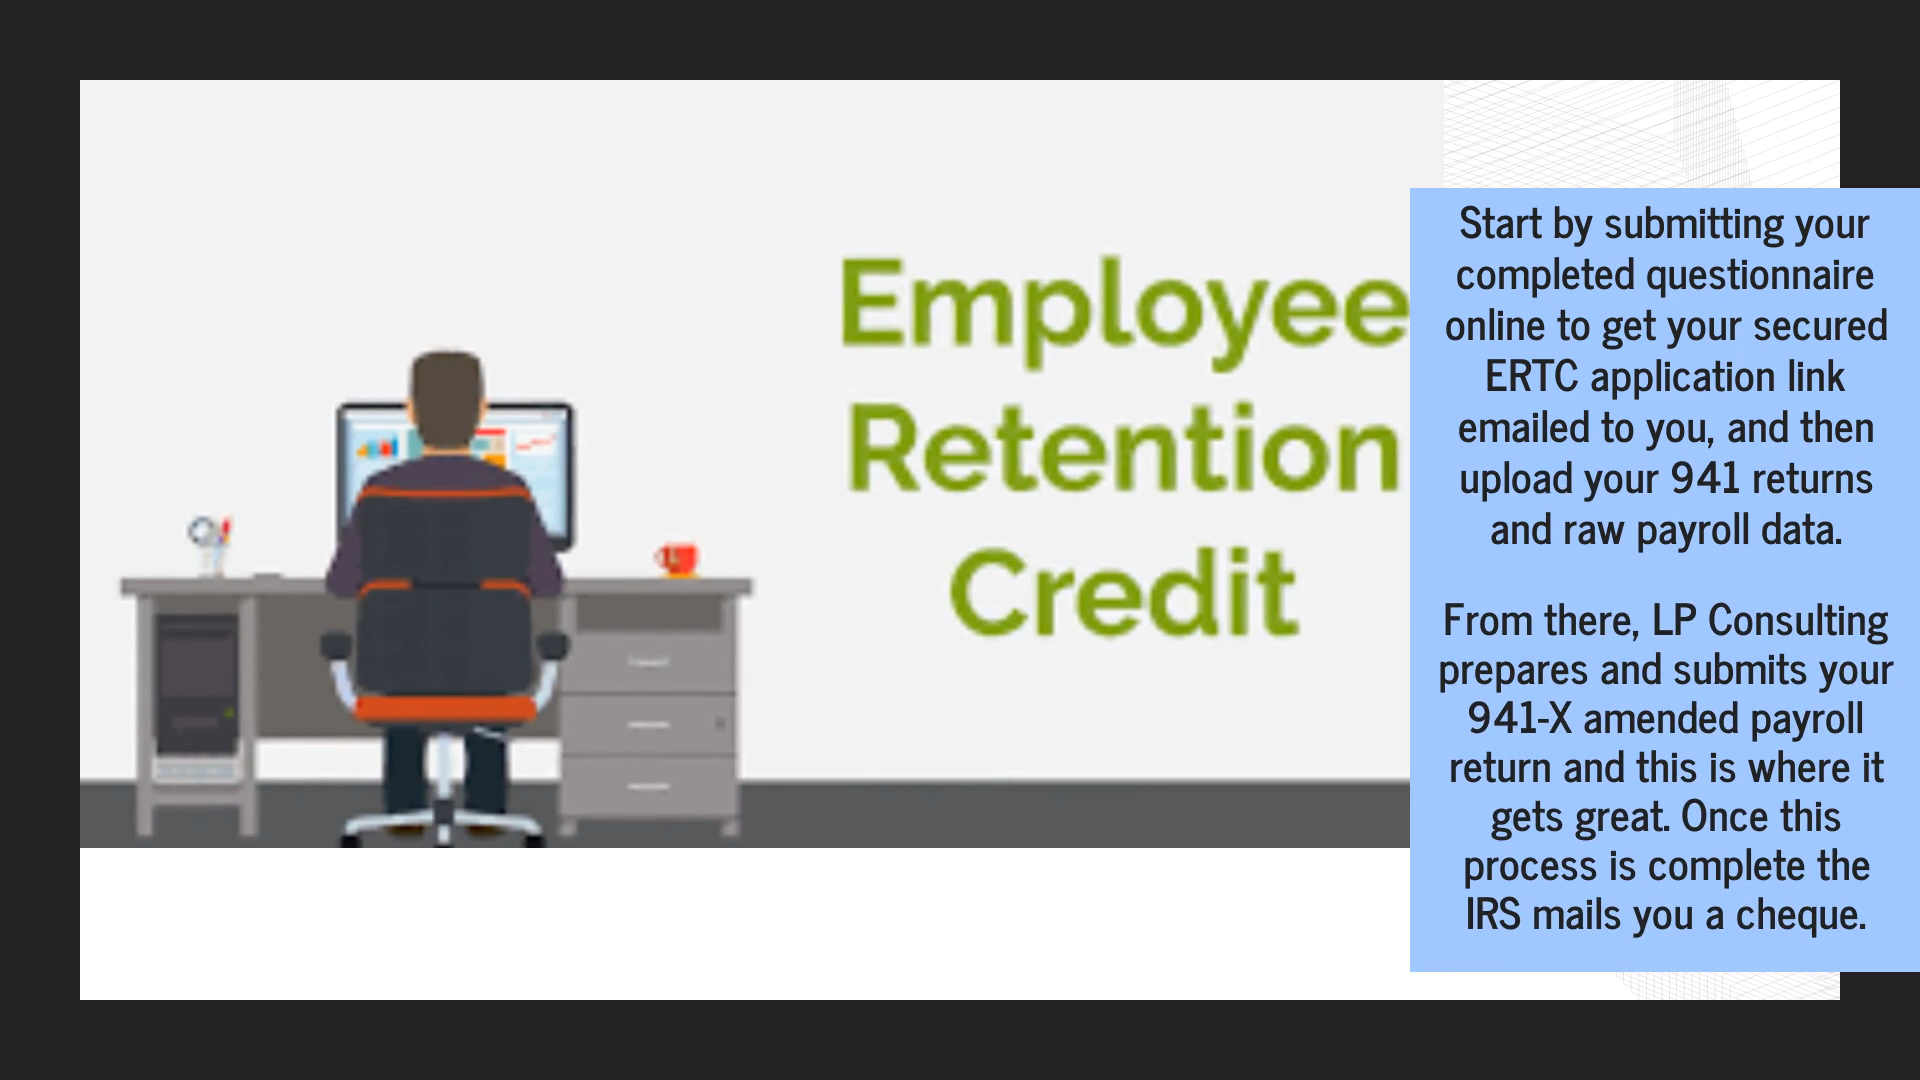 Employee
Retention
Credit
Start by submitting your
completed questionnaire
online to get your secured
ERTC application link
emailed to you, and then
upload your 941 returns
and raw payroll data.
From there, LP Consulting
prepares and submits your
941-X amended payroll
return and this is where it
gets great. Once this
process is complete the
IRS mails you a cheque.